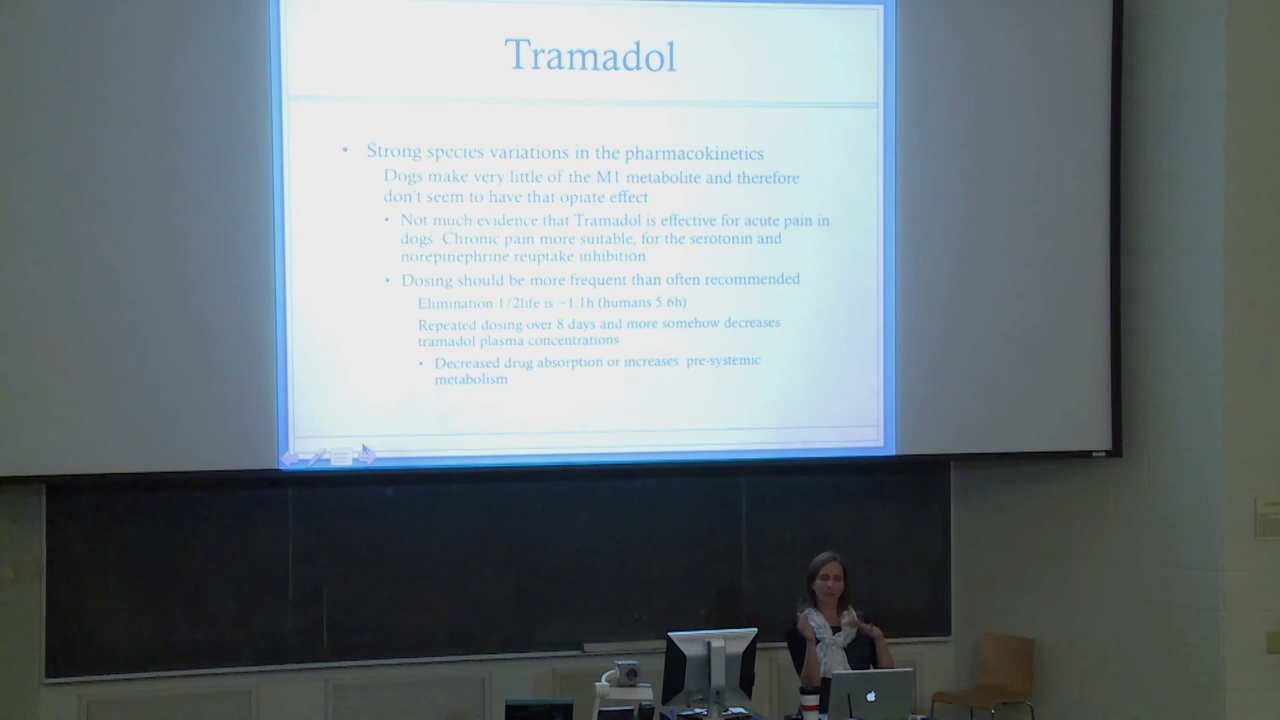 Tramadol
• Strong species variations in the pharmacokinetics
Dogs make very little of the M1 metabolite and therefore
don't seem to have that opiate effect
• Not much evidence that Tramadol is effective for acute pain in
dogs. Chronic pain more suitable, for the serotonin and
norepinephrine reuptake inhibition
• Dosing should be more frequent than often recommended
Elimination 1/2life is ~1.1h (humans 5.6h)
Repeated dosing over 8 days and more somehow decreases
tramadol plasma concentrations
• Decreased drug absorption or increases pre-systemic
metabolism